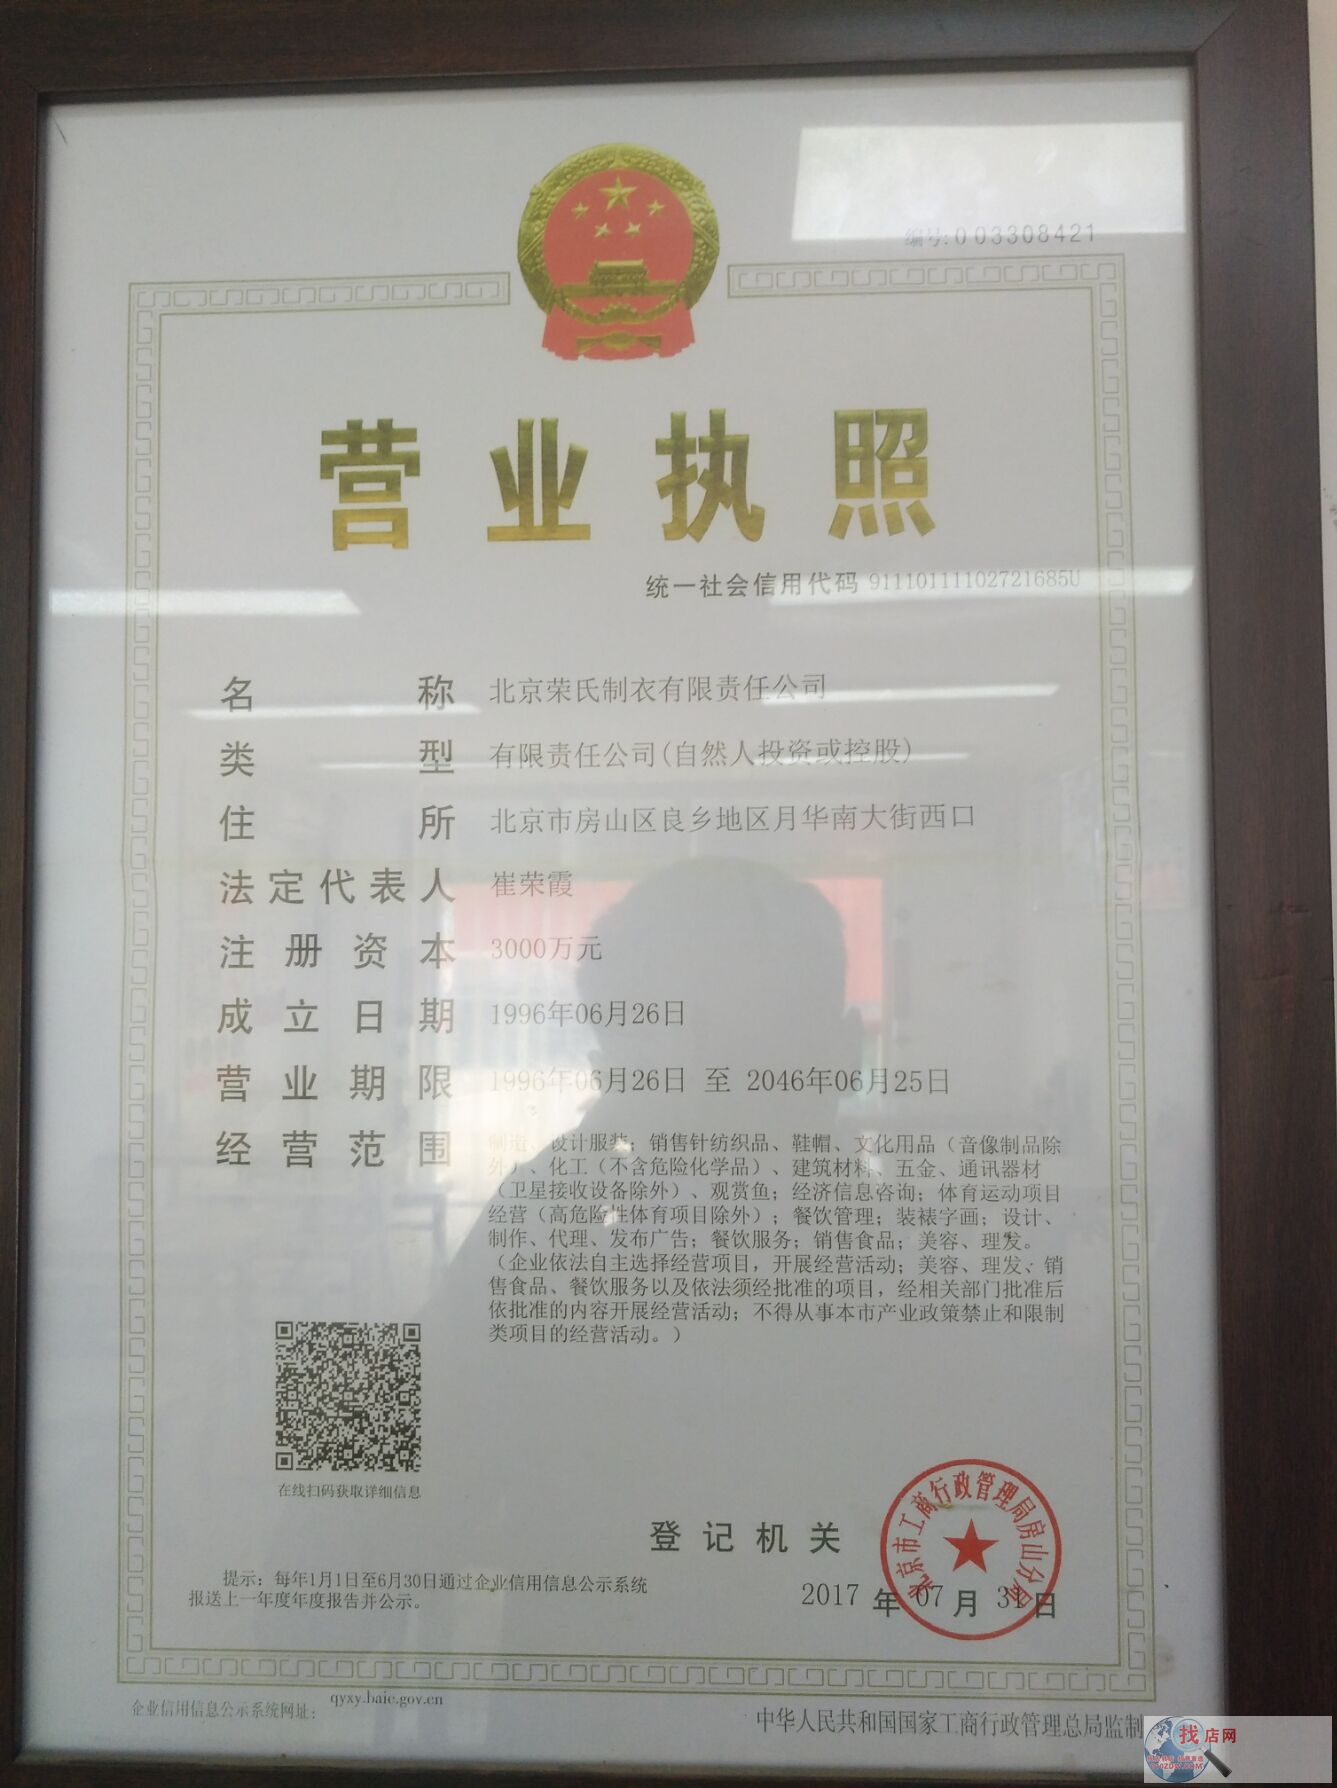 编号:003308421
营业执照
统一社会信用代码 91110111102721685U
名称 北京荣氏制衣有限责任公司
类型 有限责任公司(自然人投资或控股)
住所 北京市房山区良乡地区月华南大街西口
法定代表人 崔荣霞
注册资本 3000万元
成立日期 1996年06月26日
营业期限 1996年06月26日 至 2046年06月25日
经营范围 制造、设计服装；销售针纺织品、鞋帽、文化用品（音像制品除
外）、化工（不含危险化学品）、建筑材料、五金、通讯器材
（卫星接收设备除外）、观赏鱼；经济信息咨询；体育运动项目
经营（高危险性体育项目除外）；餐饮管理；装裱字画；设计、
制作、代理、发布广告；餐饮服务；销售食品；美容、理发。
（企业依法自主选择经营项目，开展经营活动；美容、理发、销
售食品、餐饮服务以及依法须经批准的项目，经相关部门批准后
依批准的内容开展经营活动；不得从事本市产业政策禁止和限制
类项目的经营活动。）
在线扫码获取详细信息
北京市工商行政管理局房山分局
登记机关
2017年07月31日
提示：每年1月1日至6月30日通过企业信用信息公示系统
报送上一年度年度报告并公示。
企业信用信息公示系统网址： qyxy.baic.gov.cn
中华人民共和国国家工商行政管理总局监制
找店网